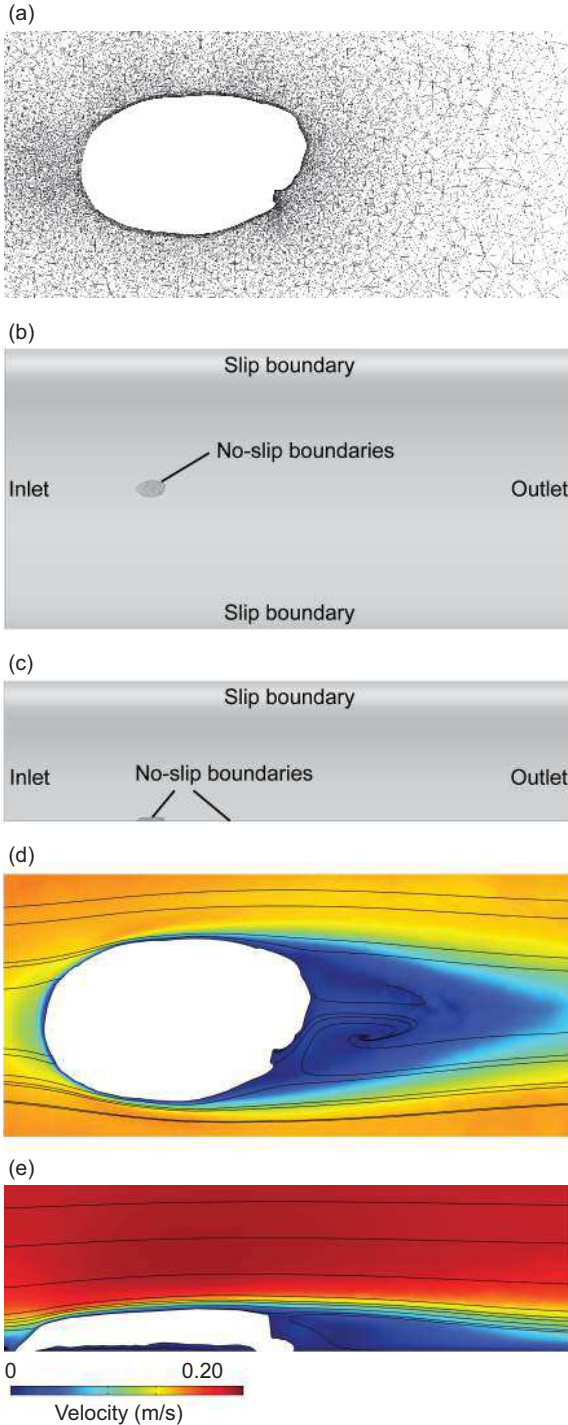 (a)
(b)
Slip boundary
No-slip boundaries
Inlet
Outlet
Slip boundary
(c)
Slip boundary
Inlet
No-slip boundaries
Outlet
(d)
(e)
0 0.20
Velocity (m/s)